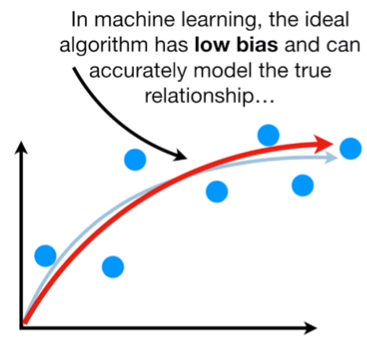 In machine learning, the ideal
algorithm has low bias and can
accurately model the true
relationship…